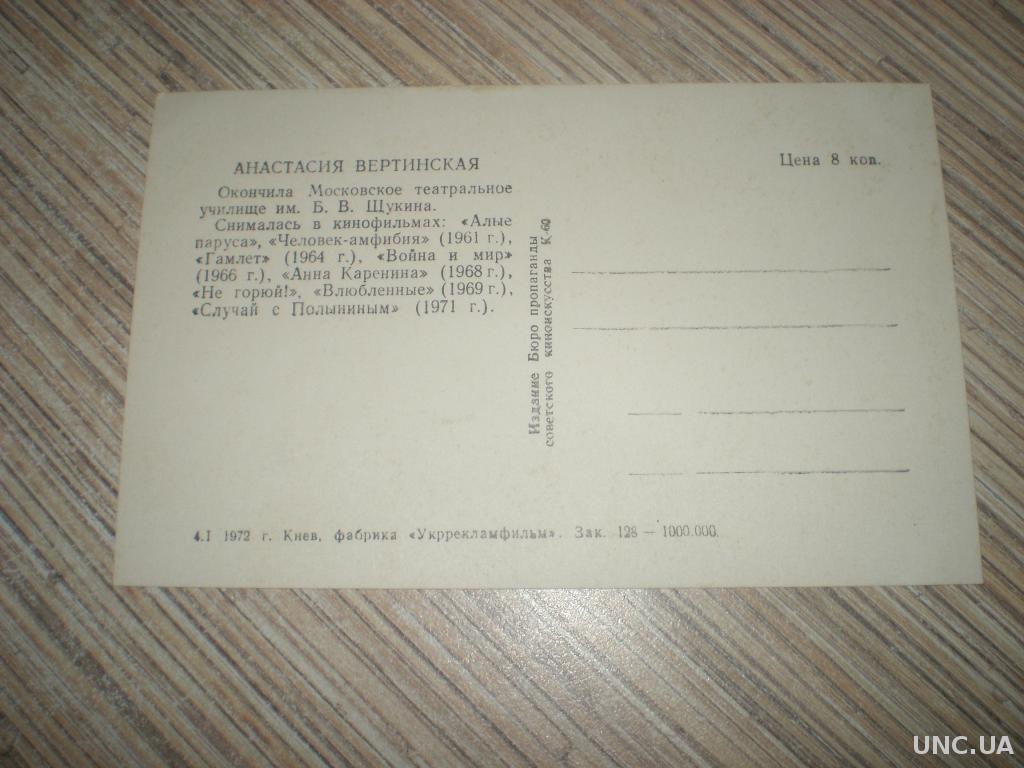 АНАСТАСИЯ ВЕРТИНСКАЯ
Окончила Московское театральное
училище им. Б. В. Щукина.
Снималась в кинофильмах: «Алые
паруса», «Человек-амфибия» (1961 г.),
«Гамлет» (1964 г.), «Война и мир»
(1966 г.), «Анна Каренина» (1968 г.),
«Не горюй!», «Влюбленные» (1969 г.),
«Случай с Полыниным» (1971 г.).
Издание Бюро пропаганды
советского киноискусства К-60
Цена 8 коп.
4.I 1972 г. Киев, фабрика «Укррекламфильм». Зак. 128 — 1000.000.
UNC.UA